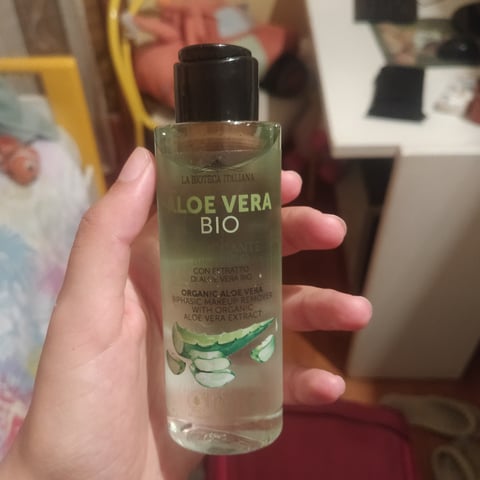 LA BIOTECA ITALIANA
ALOE VERA
BIO
CON ESTRATTO
DI ALOE VERA BIO
ORGANIC ALOE VERA
BIPHASIC MAKEUP REMOVER
WITH ORGANIC
ALOE VERA EXTRACT